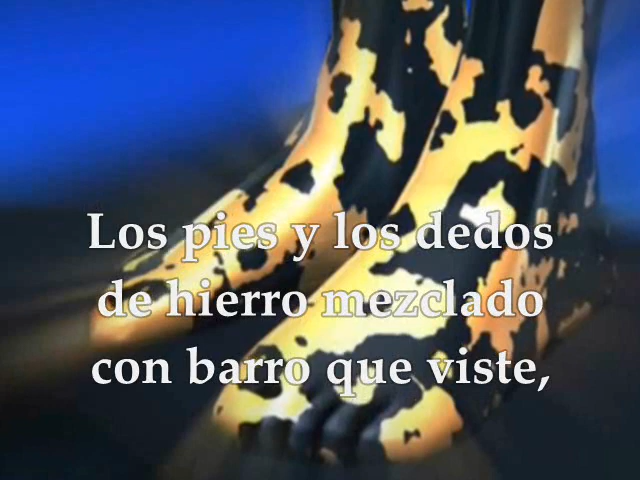 Los pies y los dedos
de hierro mezclado
con barro que viste,